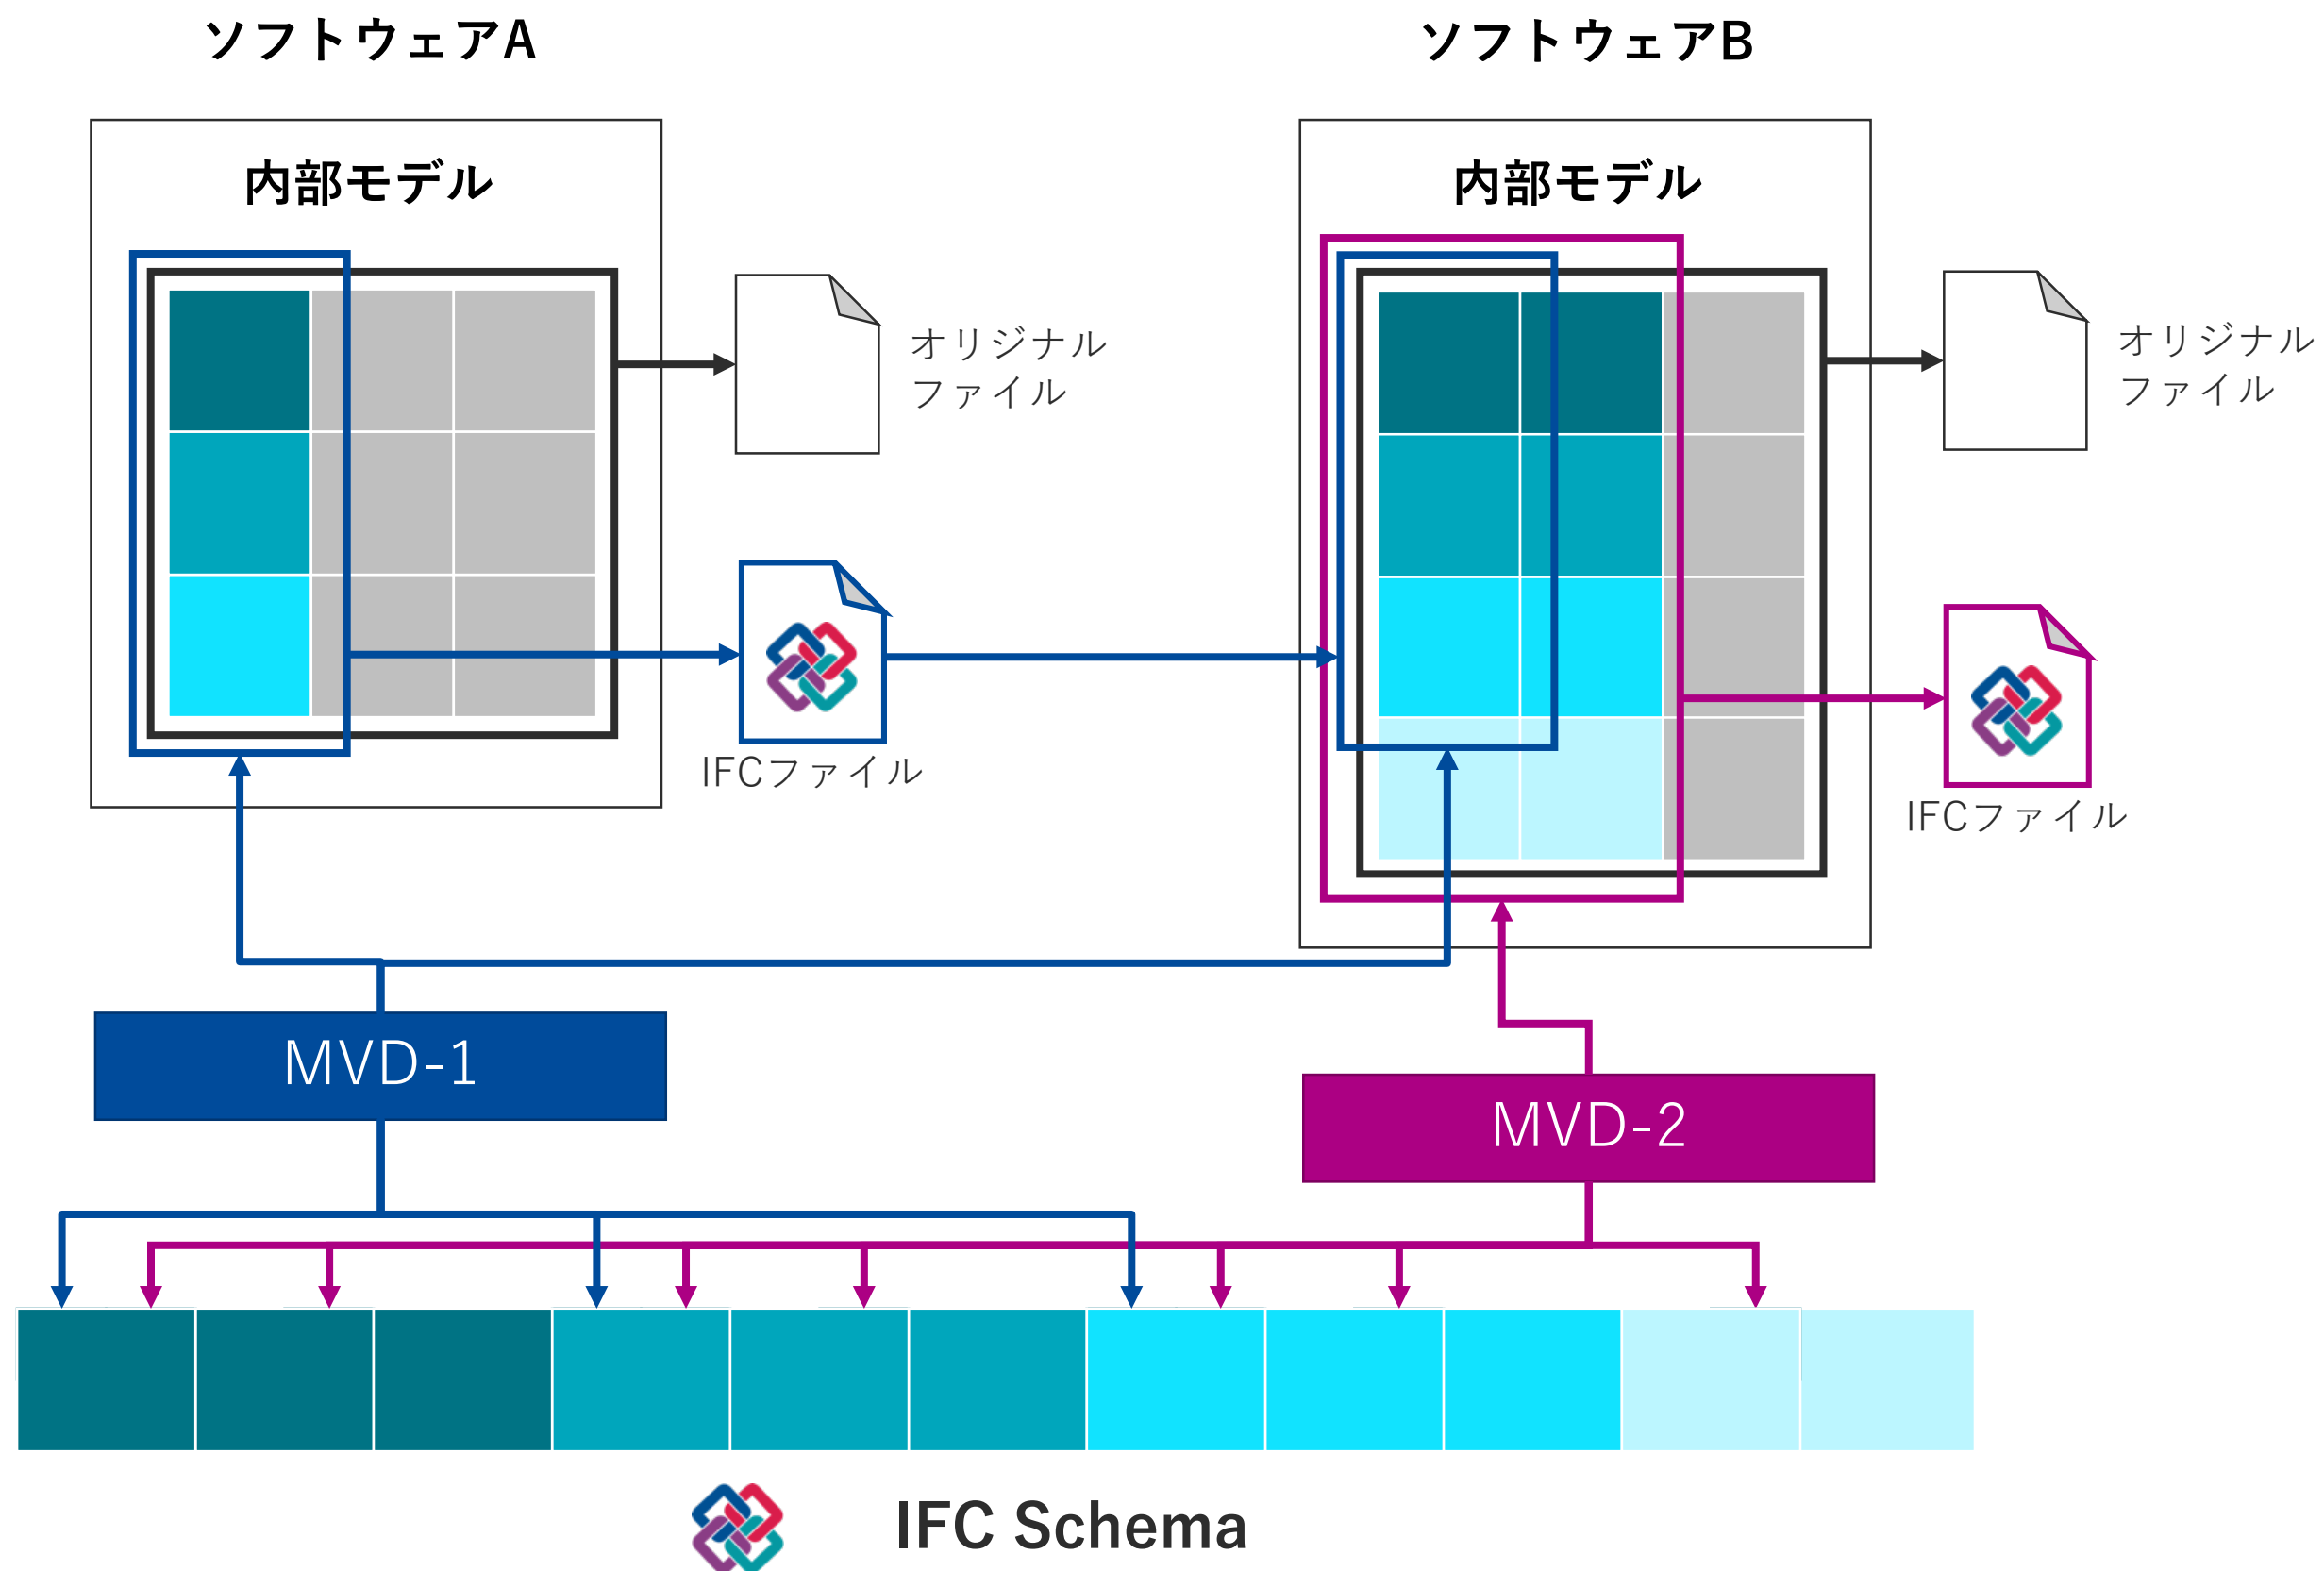 ソフトウェアA
ソフトウェアB
内部モデル
内部モデル
オリジナル
ファイル
オリジナル
ファイル
IFCファイル
IFCファイル
MVD-1
MVD-2
IFC Schema